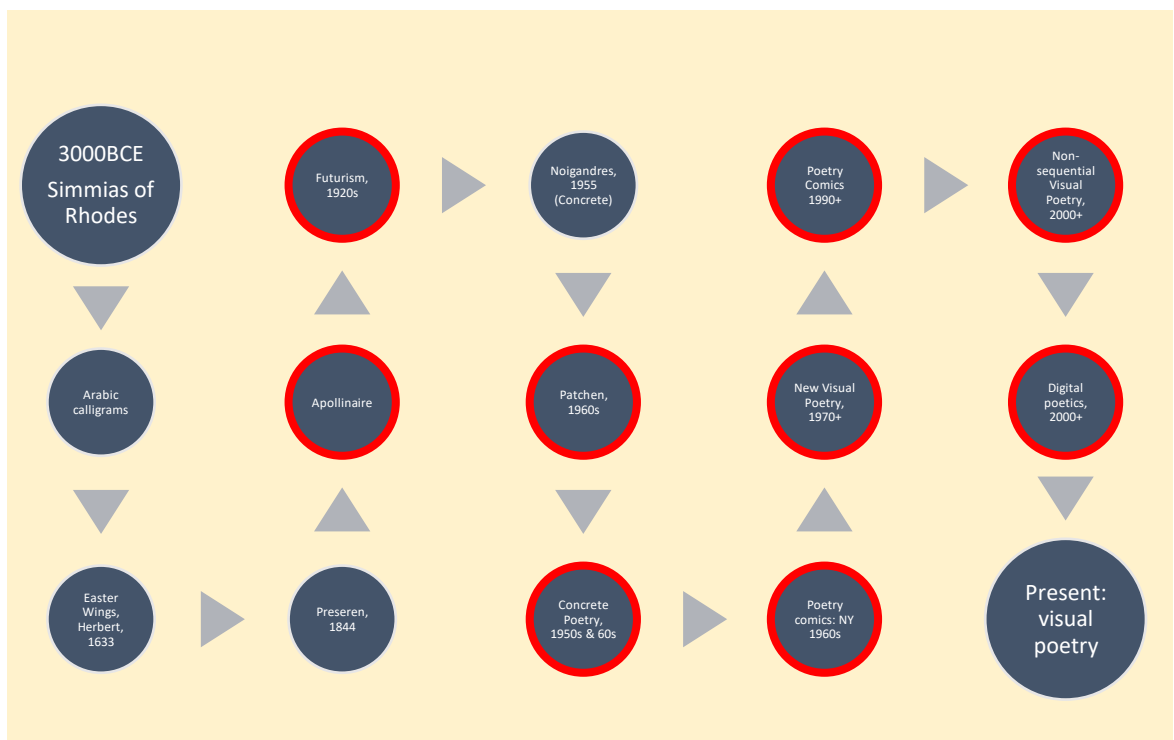 3000BCE
Simmias of
Rhodes
Arabic
calligrams
Easter
Wings,
Herbert,
1633
Preseren,
1844
Apollinaire
Futurism,
1920s
Noigandres,
1955
(Concrete)
Patchen,
1960s
Concrete
Poetry,
1950s & 60s
Poetry
comics: NY
1960s
New Visual
Poetry,
1970+
Poetry
Comics
1990+
Non-
sequential
Visual
Poetry,
2000+
Digital
poetics,
2000+
Present:
visual
poetry